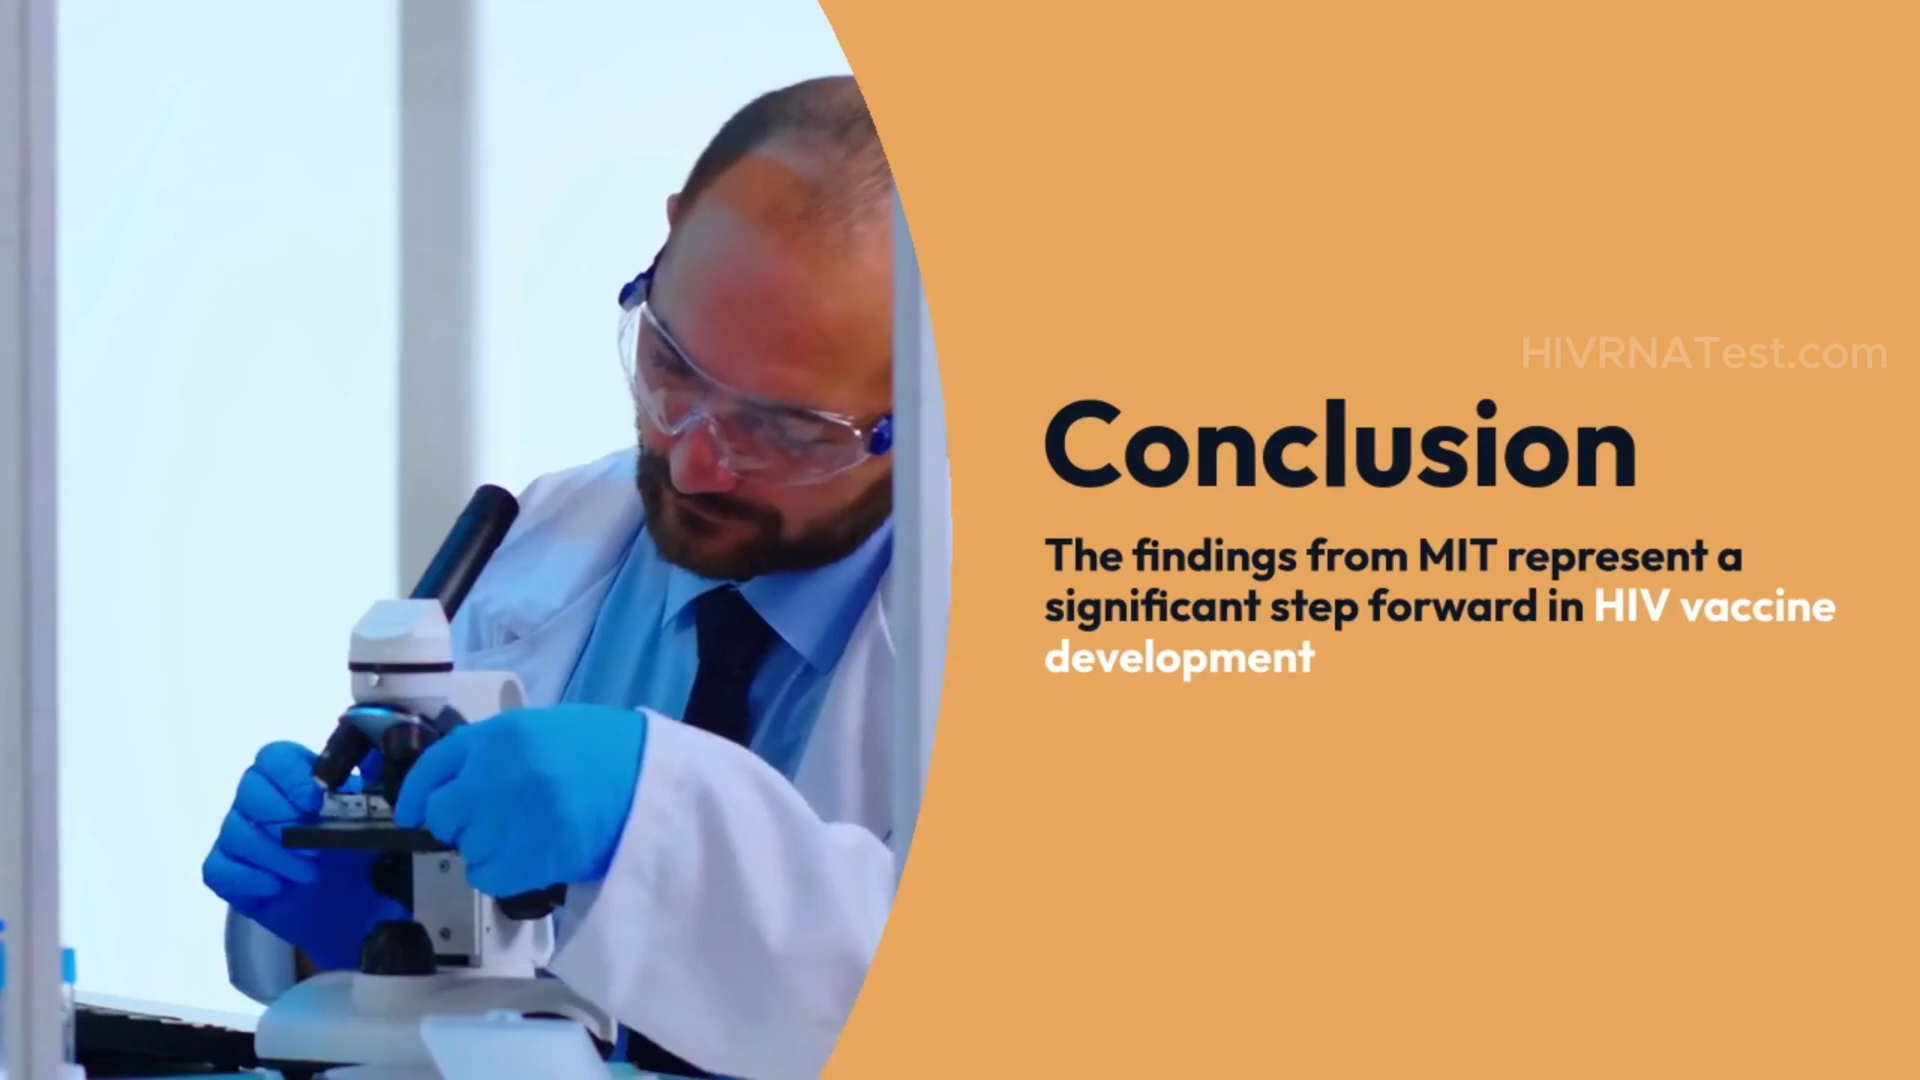 HIVRNATest.com
Conclusion
The findings from MIT represent a
significant step forward in HIV vaccine
development